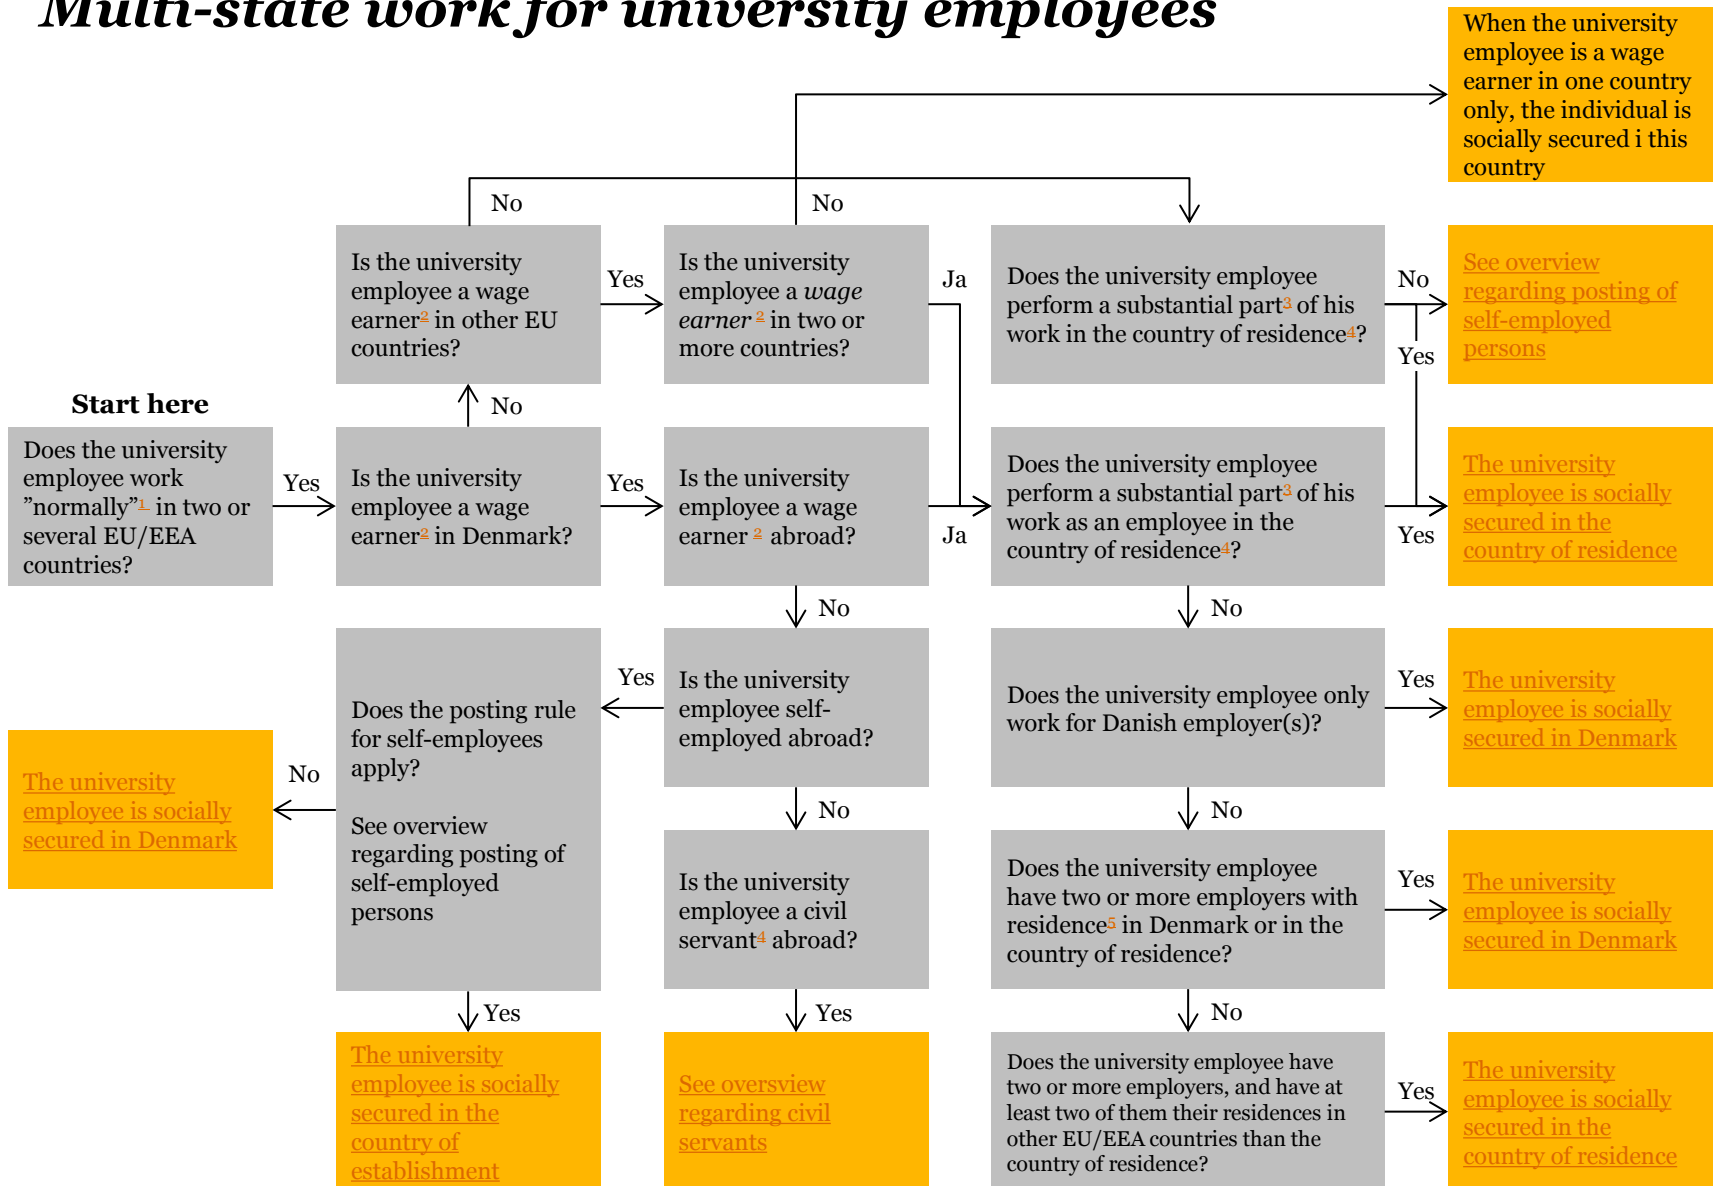 Multi-state work for university employees
When the university
employee is a wage
earner in one country
only, the individual is
socially secured i this
country
No
No
Is the university
employee a wage
earner2 in other EU
countries?
Yes
Is the university
employee a wage
earner 2 in two or
more countries?
Ja
Does the university employee
perform a substantial part3 of his
work in the country of residence4?
No
Yes
See overview
regarding posting of
self-employed
persons
Start here
No
Does the university
employee work
”normally”1 in two or
several EU/EEA
countries?
Yes
Is the university
employee a wage
earner2 in Denmark?
Yes
Is the university
employee a wage
earner 2 abroad?
Ja
Does the university employee
perform a substantial part3 of his
work as an employee in the
country of residence4?
Yes
The university
employee is socially
secured in the
country of residence
No
No
The university
employee is socially
secured in Denmark
No
Does the posting rule
for self-employees
apply?
See overview
regarding posting of
self-employed
persons
Yes
Is the university
employee self-
employed abroad?
Does the university employee only
work for Danish employer(s)?
Yes
The university
employee is socially
secured in Denmark
No
No
Is the university
employee a civil
servant4 abroad?
Does the university employee
have two or more employers with
residence5 in Denmark or in the
country of residence?
Yes
The university
employee is socially
secured in Denmark
Yes
Yes
No
The university
employee is socially
secured in the
country of
establishment
See oversview
regarding civil
servants
Does the university employee have
two or more employers, and have at
least two of them their residences in
other EU/EEA countries than the
country of residence?
Yes
The university
employee is socially
secured in the
country of residence